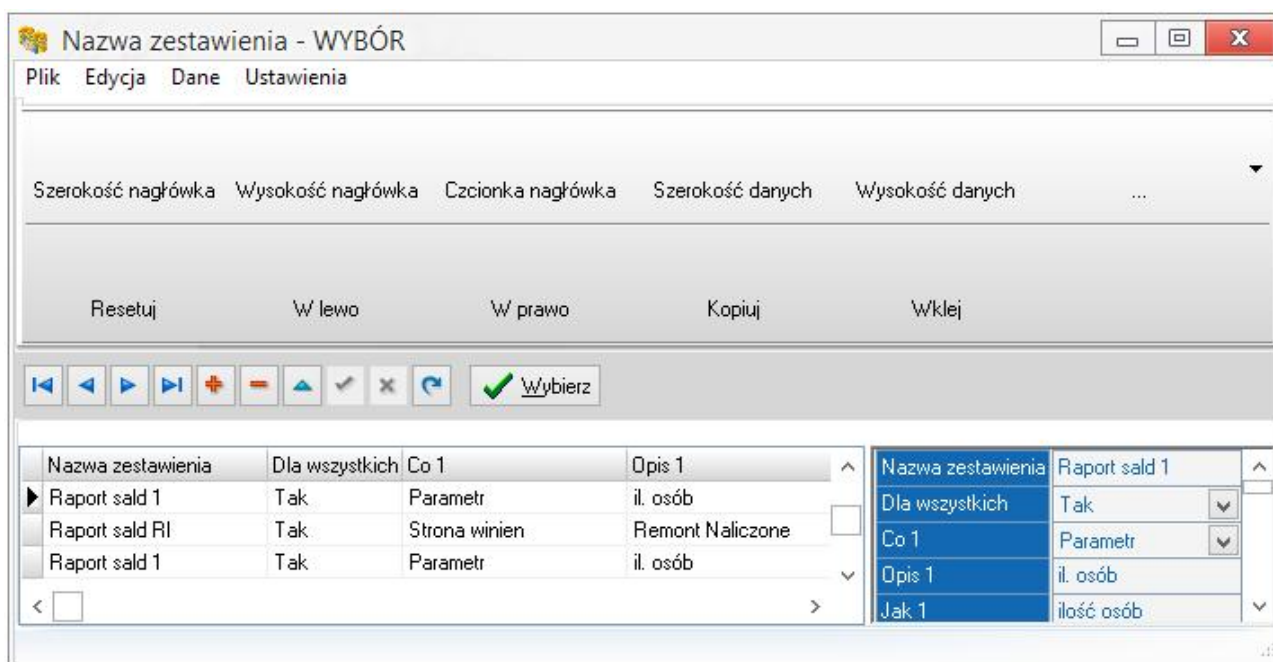 Nazwa zestawienia - WYBÓR
Plik Edycja Dane Ustawienia
Szerokość nagłówka Wysokość nagłówka Czcionka nagłówka Szerokość danych Wysokość danych ...
Resetuj W lewo W prawo Kopiuj Wklej
Wybierz
Nazwa zestawienia Dla wszystkich Co 1 Opis 1
Raport sald 1 Tak Parametr il. osób
Raport sald RI Tak Strona winien Remont Naliczone
Raport sald 1 Tak Parametr il. osób
Nazwa zestawienia Raport sald 1
Dla wszystkich Tak
Co 1 Parametr
Opis 1 il. osób
Jak 1 ilość osób